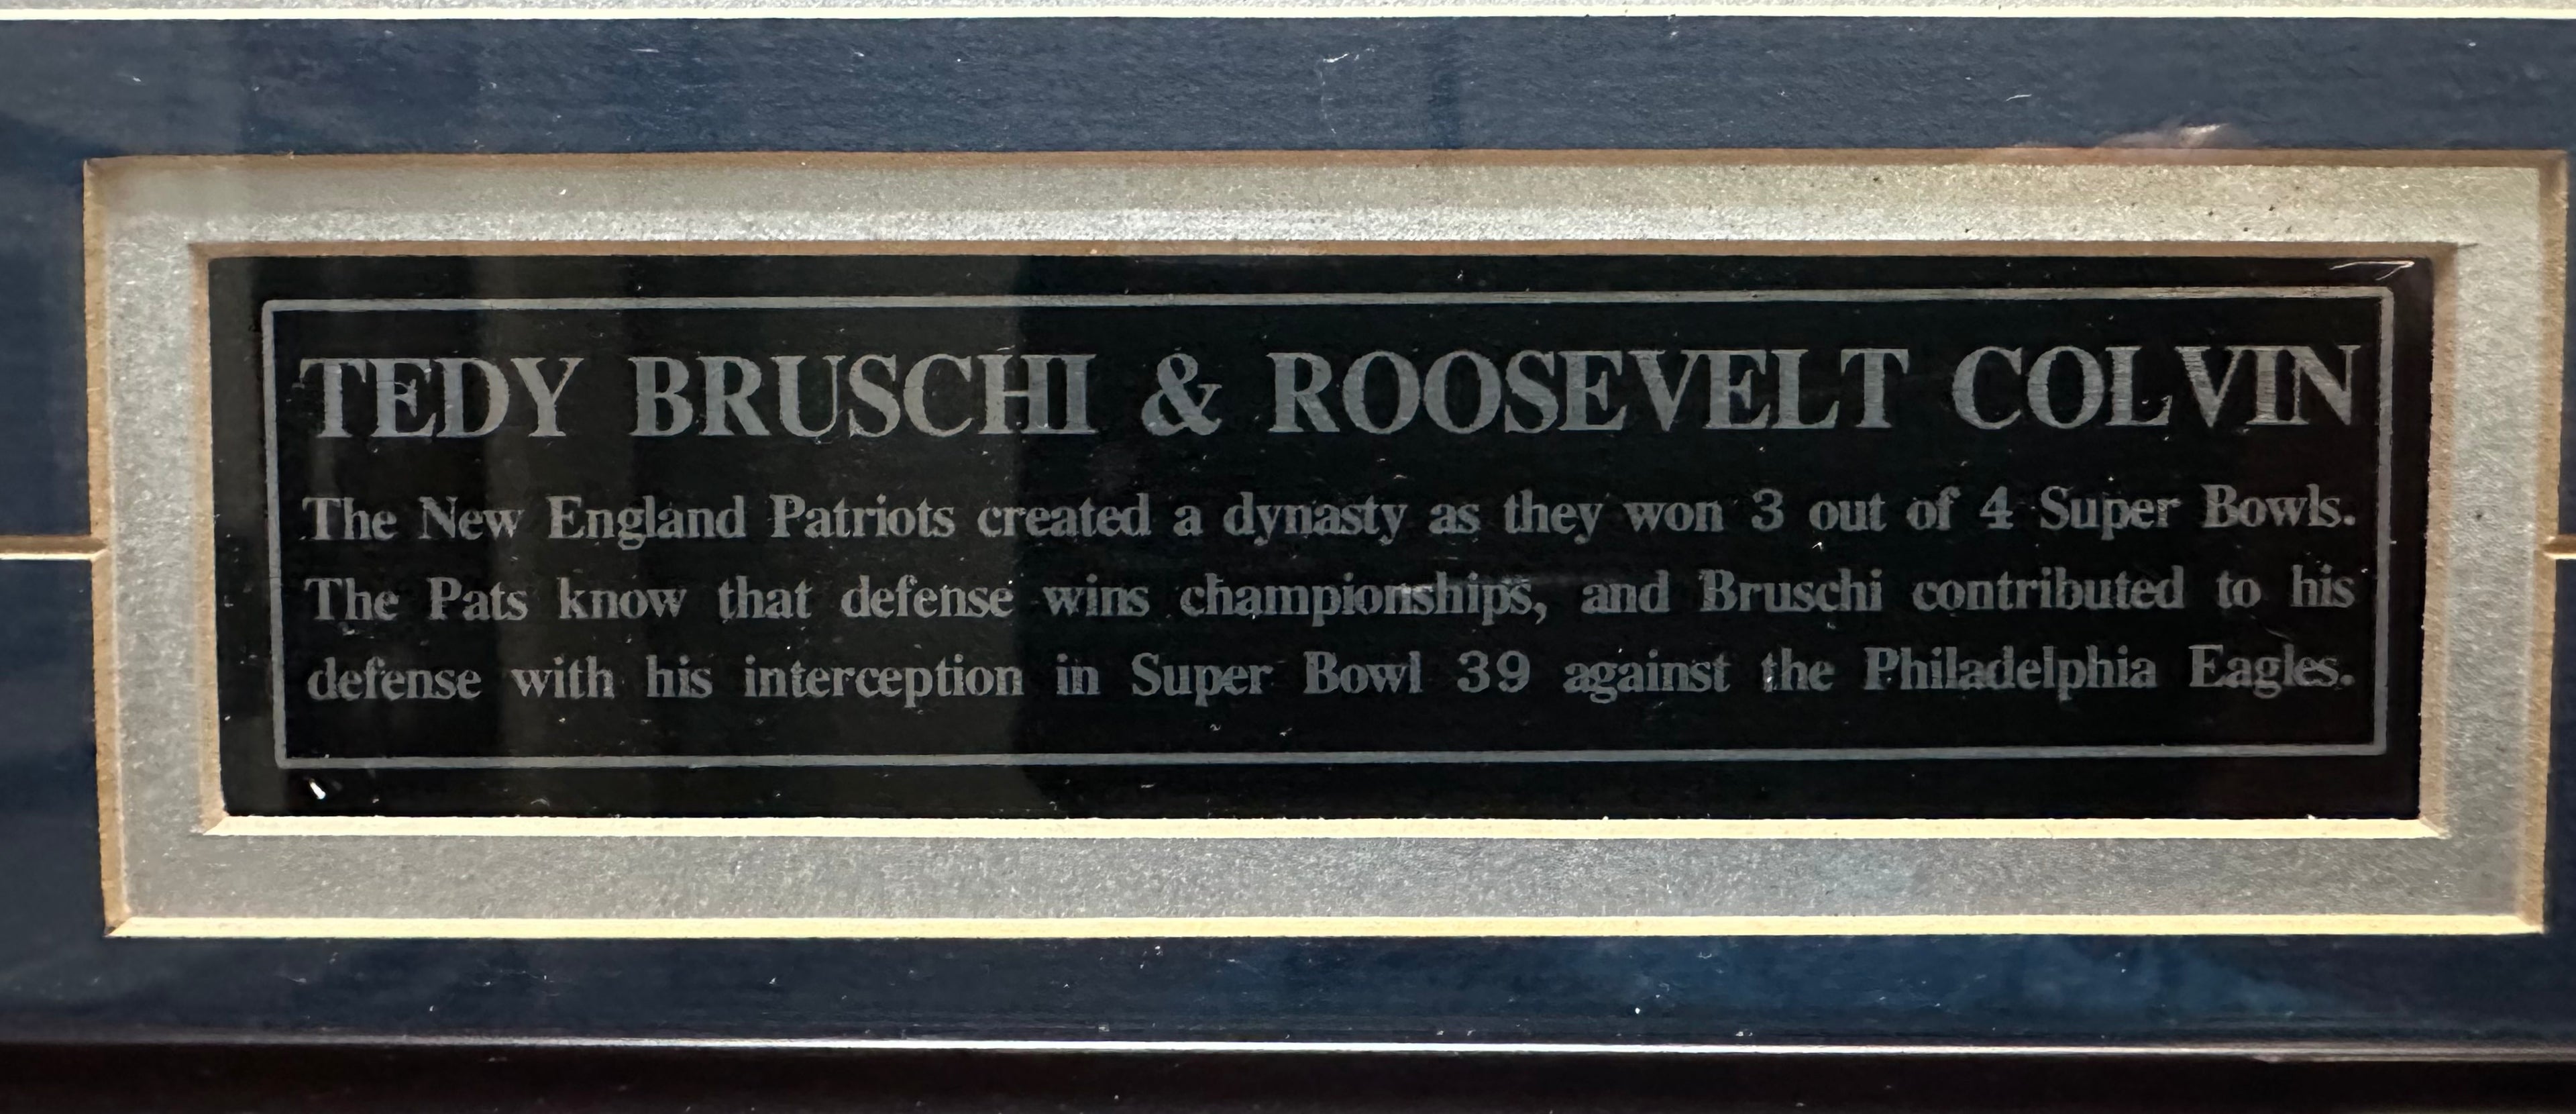 TEDY BRUSCHI & ROOSEVELT COLVIN
The New England Patriots created a dynasty as they won 3 out of 4 Super Bowls.
The Pats know that defense wins championships, and Bruschi contributed to his
defense with his interception in Super Bowl 39 against the Philadelphia Eagles.